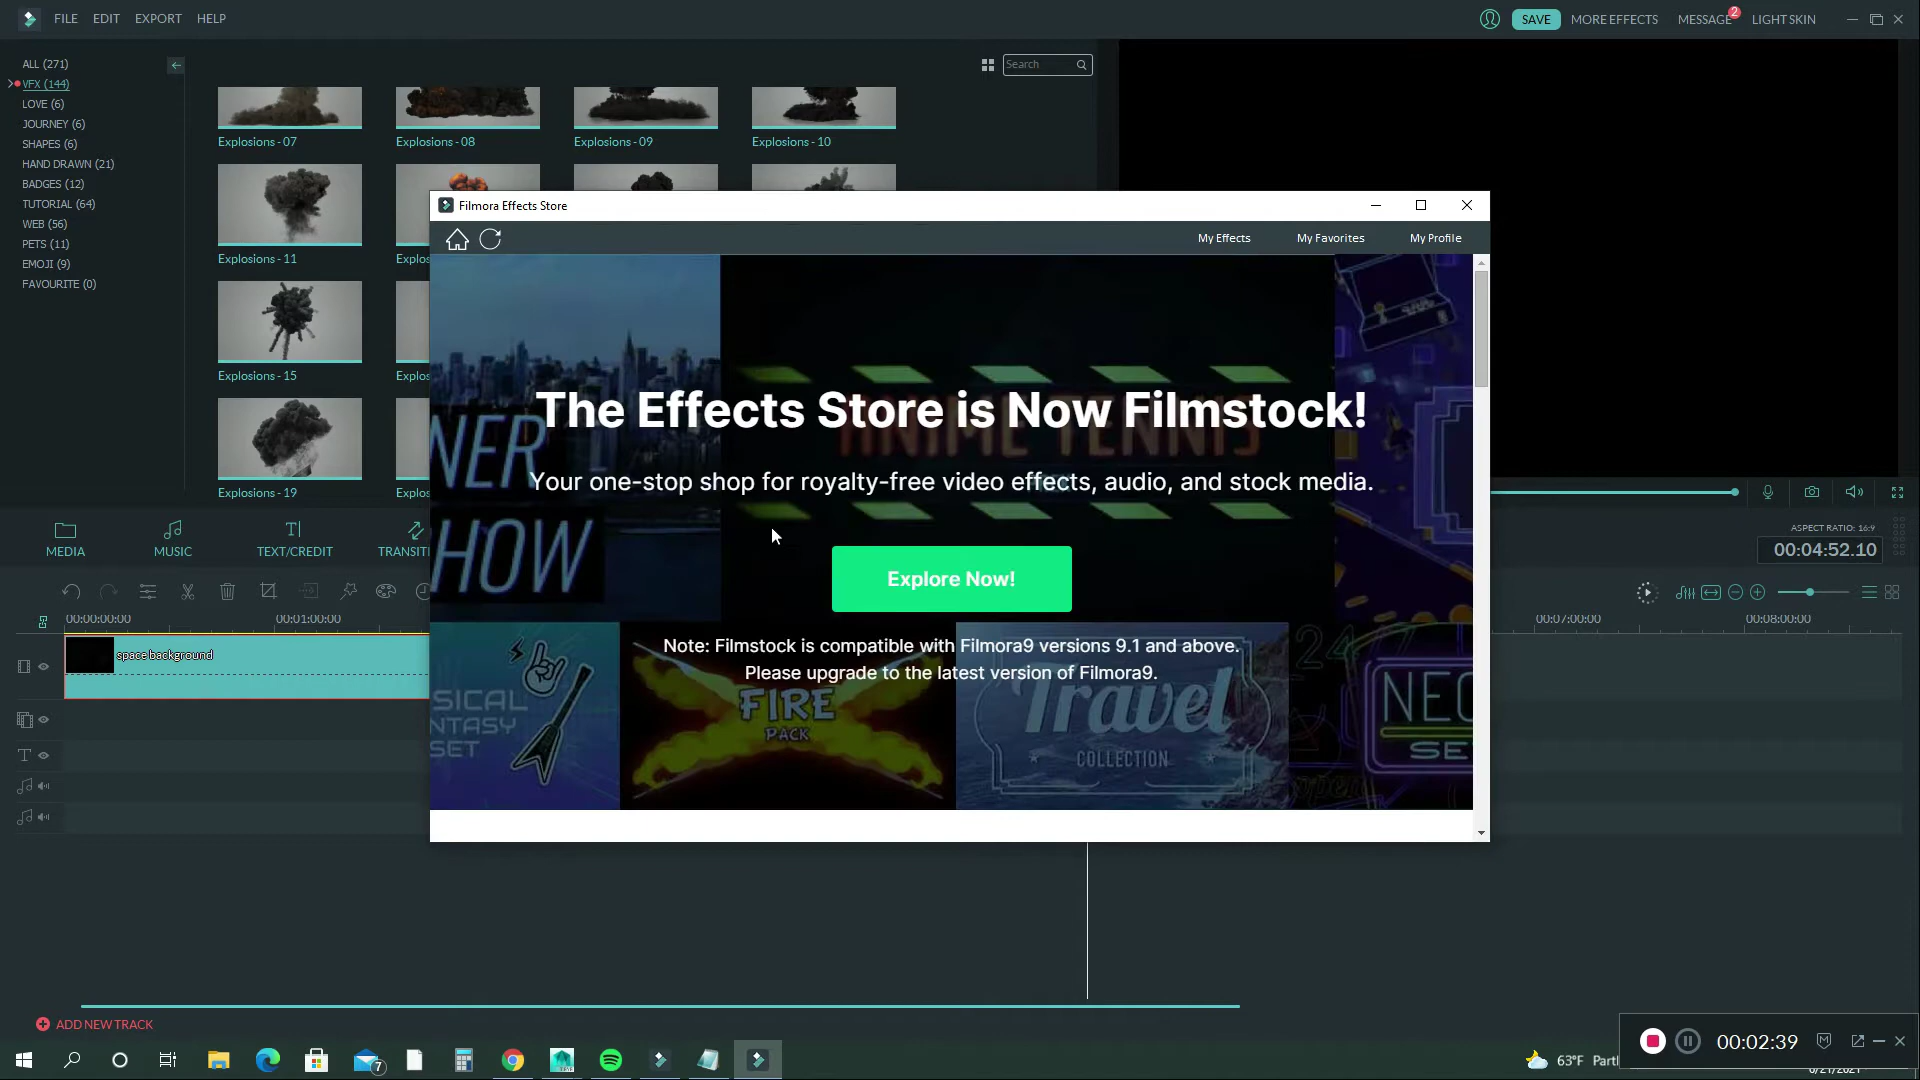 FILE EDIT EXPORT HELP
SAVE MORE EFFECTS MESSAGE 2 LIGHT SKIN
ALL (271)
VFX (144)
LOVE (6)
JOURNEY (6)
SHAPES (6)
HAND DRAWN (21)
BADGES (12)
TUTORIAL (64)
WEB (56)
PETS (11)
EMOJI (9)
FAVOURITE (0)
Search
Explosions - 07 Explosions - 08 Explosions - 09 Explosions - 10
Explosions - 11
Explosions - 15
Explosions - 19
Filmora Effects Store
My Effects My Favorites My Profile
The Effects Store is Now Filmstock!
ANIME TENNIS
Your one-stop shop for royalty-free video effects, audio, and stock media.
NER
HOW
Explore Now!
Note: Filmstock is compatible with Filmora9 versions 9.1 and above.
Please upgrade to the latest version of Filmora9.
SICAL
NTASY
SET
FIRE
PACK
Travel
COLLECTION
24
NEO
SE
open
MEDIA MUSIC TEXT/CREDIT TRANSITI
ASPECT RATIO: 16:9
00:04:52.10
00:00:00:00 00:01:00:00 00:07:00:00 00:08:00:00
space background
T
ADD NEW TRACK
7
63°F Partl
00:02:39